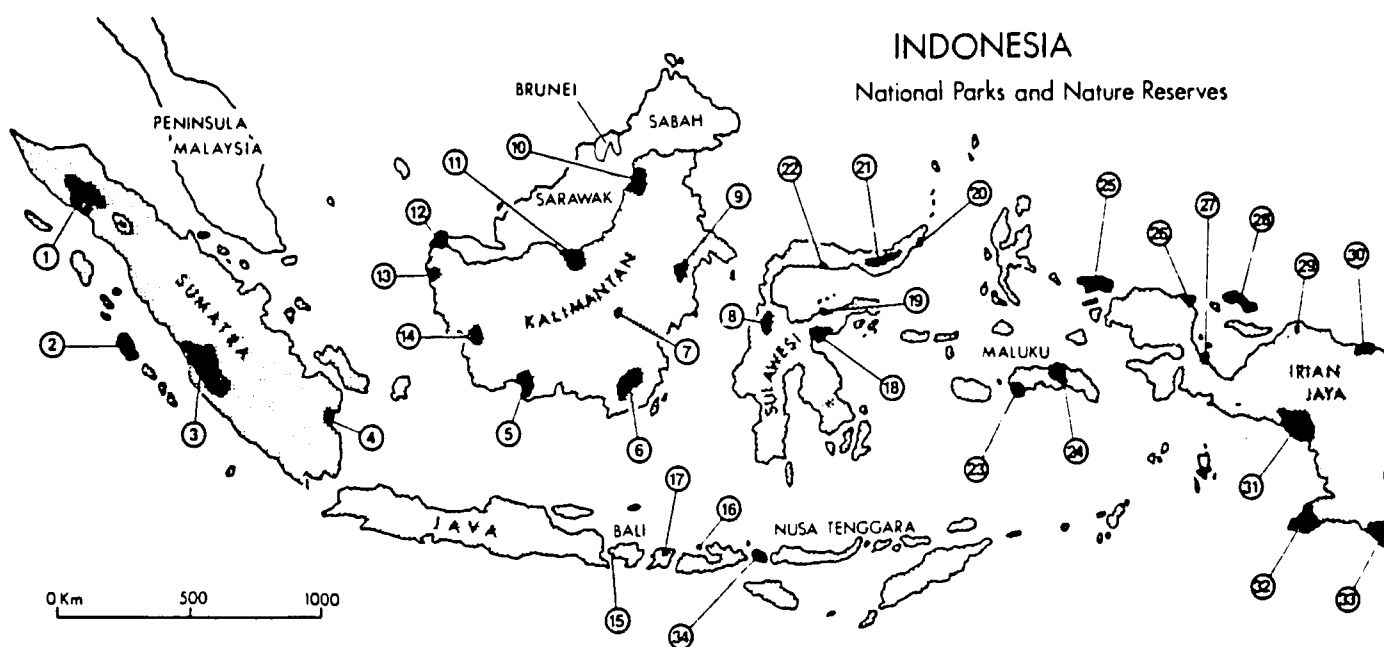 INDONESIA
National Parks and Nature Reserves
BRUNEI
SABAH
PENINSULA
MALAYSIA
10
11
SARAWAK
22
21
20
25
26
27
28
29
30
12
9
1
13
SUMATRA
KALIMANTAN
8
19
2
14
7
SULAWESI
18
MALUKU
IRIAN
JAYA
3
4
5
6
23
24
31
17
16
JAVA
BALI
NUSA TENGGARA
0 Km 500 1000
15
34
32
33